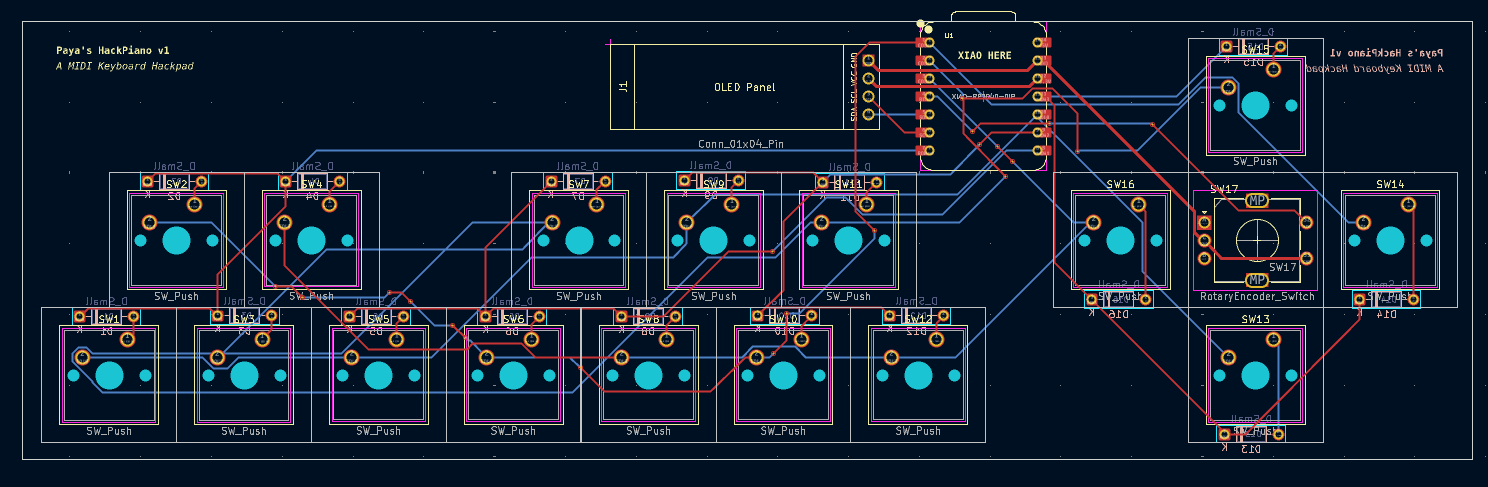 Paya's HackPiano v1
A MIDI Keyboard Hackpad
J1
OLED Panel
SDA SCL VCC GND
Conn_01x04_Pin
U1
XIAO HERE
D_Small
SW15
D15
SW_Push
Paya's HackPiano v1
A MIDI Keyboard Hackpad
D_Small
SW2
K
D2
SW_Push
D_Small
SW4
K
D4
SW_Push
D_Small
SW7
K
D7
SW_Push
D_Small
SW9
K
D9
SW_Push
D_Small
SW11
K
D11
SW_Push
SW16
SW_Push
K
D16
SW17
MP
MP
SW17
RotaryEncoder_Switch
SW14
SW_Push
K
D14
D_Small
SW1
K
D1
SW_Push
D_Small
SW3
K
D3
SW_Push
D_Small
SW5
K
D5
SW_Push
D_Small
SW6
K
D6
SW_Push
D_Small
SW8
K
D8
SW_Push
D_Small
SW10
K
D10
SW_Push
D_Small
SW12
K
D12
SW_Push
SW13
D_Small
SW_Push
K
D13